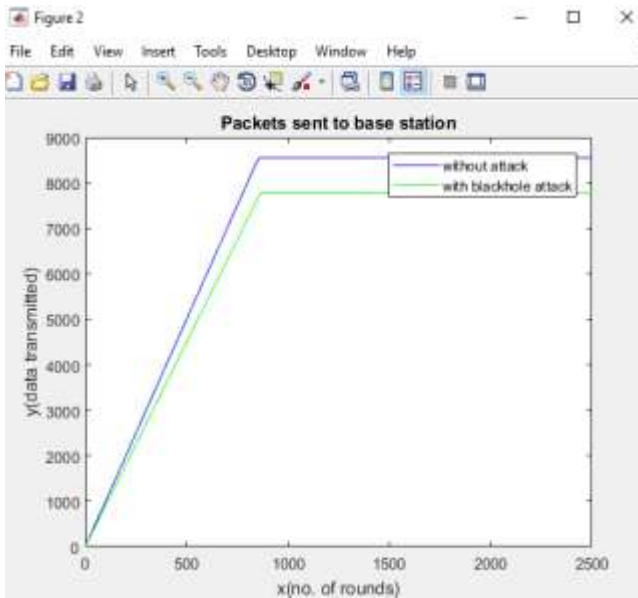 Figure 2
File Edit View Insert Tools Desktop Window Help
Packets sent to base station
9000
8000
7000
6000
5000
4000
3000
2000
1000
0
y(data transmitted)
without attack
with blackhole attack
0 500 1000 1500 2000 2500
x(no. of rounds)